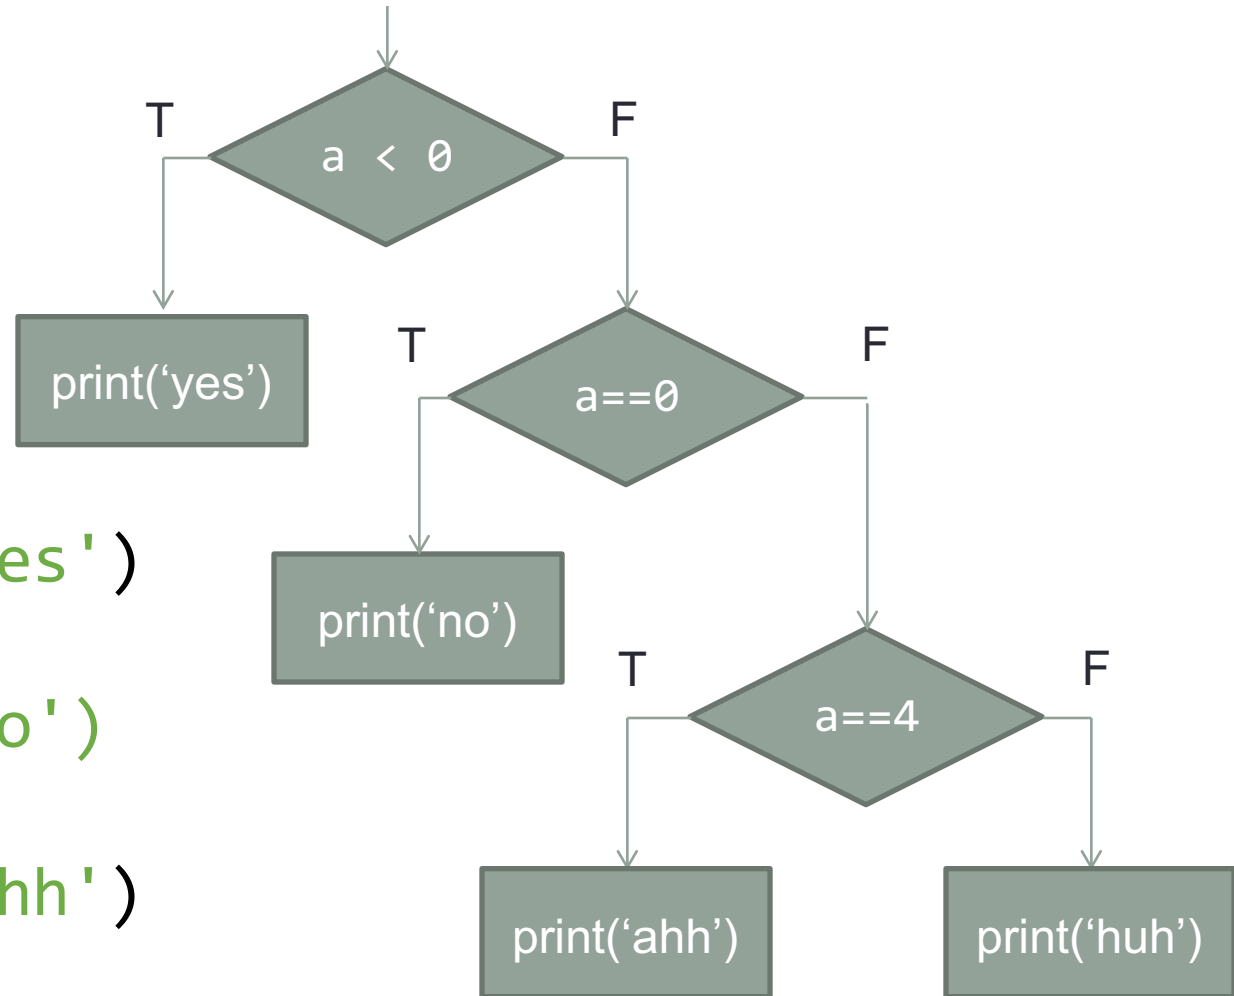 T
F
a < 0
print(‘yes’)
T
F
a==0
es')
print(‘no’)
T
F
o')
a==4
hh')
print(‘ahh’)
print(‘huh’)